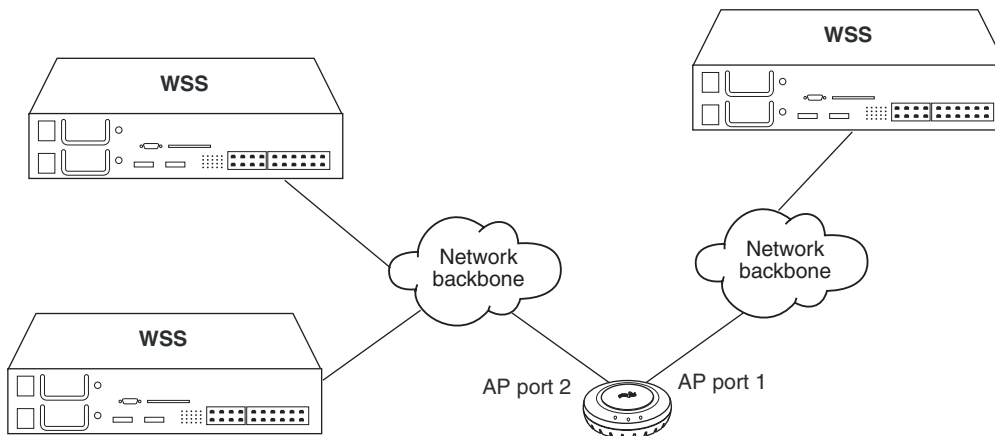 WSS
WSS
Network
backbone
Network
backbone
WSS
AP port 2
AP port 1